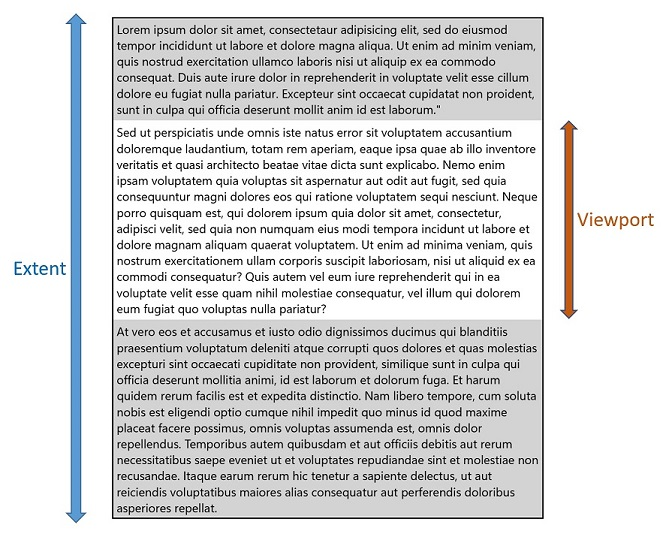 Lorem ipsum dolor sit amet, consectetaur adipisicing elit, sed do eiusmod
tempor incididunt ut labore et dolore magna aliqua. Ut enim ad minim veniam,
quis nostrud exercitation ullamco laboris nisi ut aliquip ex ea commodo
consequat. Duis aute irure dolor in reprehenderit in voluptate velit esse cillum
dolore eu fugiat nulla pariatur. Excepteur sint occaecat cupidatat non proident,
sunt in culpa qui officia deserunt mollit anim id est laborum."
Sed ut perspiciatis unde omnis iste natus error sit voluptatem accusantium
doloremque laudantium, totam rem aperiam, eaque ipsa quae ab illo inventore
veritatis et quasi architecto beatae vitae dicta sunt explicabo. Nemo enim
ipsam voluptatem quia voluptas sit aspernatur aut odit aut fugit, sed quia
consequuntur magni dolores eos qui ratione voluptatem sequi nesciunt. Neque
porro quisquam est, qui dolorem ipsum quia dolor sit amet, consectetur,
adipisci velit, sed quia non numquam eius modi tempora incidunt ut labore et
dolore magnam aliquam quaerat voluptatem. Ut enim ad minima veniam, quis
nostrum exercitationem ullam corporis suscipit laboriosam, nisi ut aliquid ex ea
commodi consequatur? Quis autem vel eum iure reprehenderit qui in ea
voluptate velit esse quam nihil molestiae consequatur, vel illum qui dolorem
eum fugiat quo voluptas nulla pariatur?
At vero eos et accusamus et iusto odio dignissimos ducimus qui blanditiis
praesentium voluptatum deleniti atque corrupti quos dolores et quas molestias
excepturi sint occaecati cupiditate non provident, similique sunt in culpa qui
officia deserunt mollitia animi, id est laborum et dolorum fuga. Et harum
quidem rerum facilis est et expedita distinctio. Nam libero tempore, cum soluta
nobis est eligendi optio cumque nihil impedit quo minus id quod maxime
placeat facere possimus, omnis voluptas assumenda est, omnis dolor
repellendus. Temporibus autem quibusdam et aut officiis debitis aut rerum
necessitatibus saepe eveniet ut et voluptates repudiandae sint et molestiae non
recusandae. Itaque earum rerum hic tenetur a sapiente delectus, ut aut
reiciendis voluptatibus maiores alias consequatur aut perferendis doloribus
asperiores repellat.
Extent
Viewport